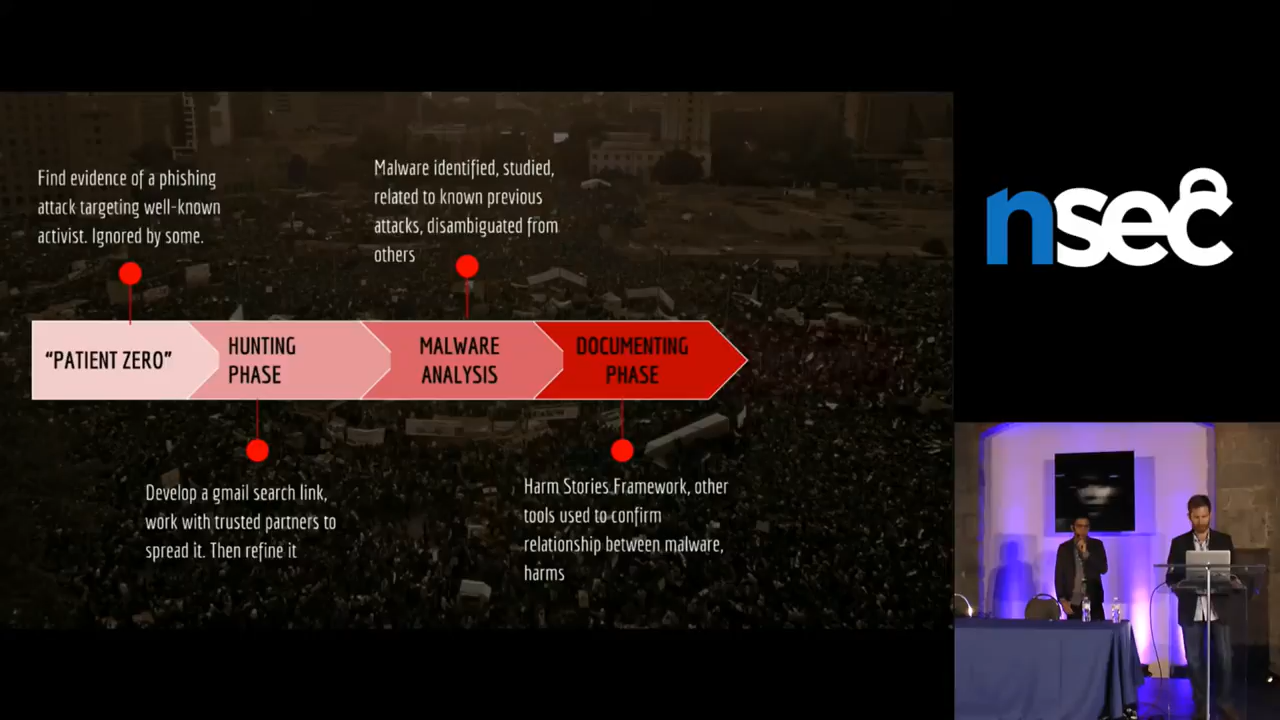 Find evidence of a phishing
attack targeting well-known
activist. Ignored by some.
Malware identified, studied,
related to known previous
attacks, disambiguated from
others
“PATIENT ZERO”
HUNTING
PHASE
MALWARE
ANALYSIS
DOCUMENTING
PHASE
Develop a gmail search link,
work with trusted partners to
spread it. Then refine it
Harm Stories Framework, other
tools used to confirm
relationship between malware,
harms
nsec